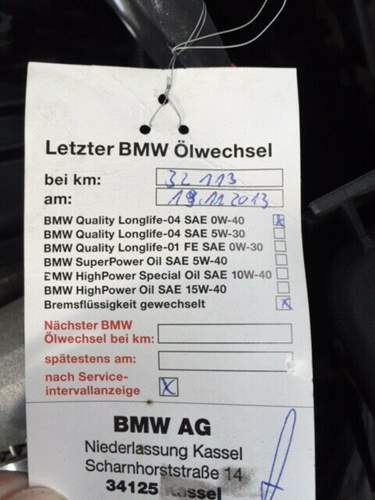 Letzter BMW Ölwechsel
bei km: 32 113
am: 19.11.2013
BMW Quality Longlife-04 SAE 0W-40
BMW Quality Longlife-04 SAE 5W-30
BMW Quality Longlife-01 FE SAE 0W-30
BMW SuperPower Oil SAE 5W-40
BMW HighPower Special Oil SAE 10W-40
BMW HighPower Oil SAE 15W-40
Bremsflüssigkeit gewechselt
Nächster BMW
Ölwechsel bei km:
spätestens am:
nach Service-
intervallanzeige
BMW AG
Niederlassung Kassel
Scharnhorststraße 14
34125 Kassel